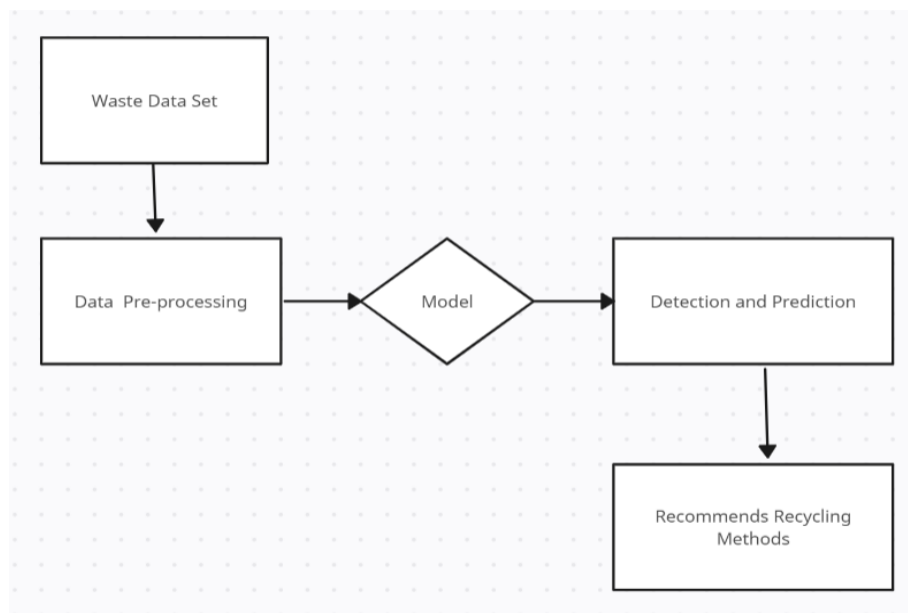 Waste Data Set
Data  Pre-processing
Model
Detection and Prediction
Recommends Recycling
Methods